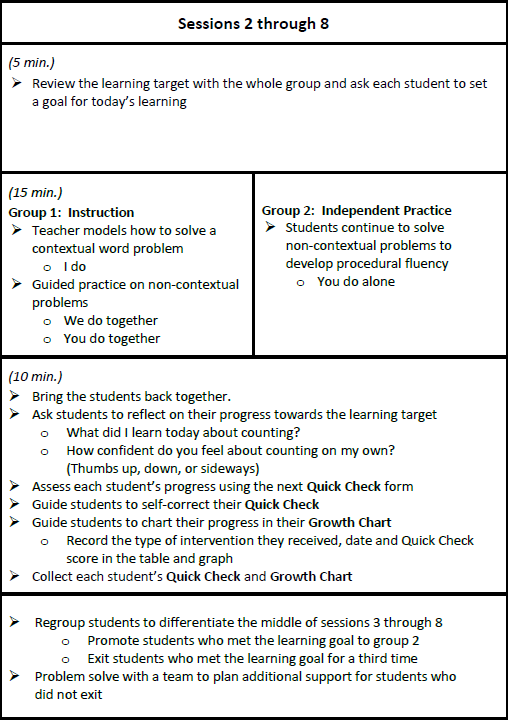 Sessions 2 through 8
(5 min.)
➢ Review the learning target with the whole group and ask each student to set
a goal for today's learning
(15 min.)
Group 1:  Instruction
➢ Teacher models how to solve a
contextual word problem
o I do
➢ Guided practice on non-contextual
problems
o We do together
o You do together
Group 2:  Independent Practice
➢ Students continue to solve
non-contextual problems to
develop procedural fluency
o You do alone
(10 min.)
➢ Bring the students back together.
➢ Ask students to reflect on their progress towards the learning target
o What did I learn today about counting?
o How confident do you feel about counting on my own?
(Thumbs up, down, or sideways)
➢ Assess each student's progress using the next Quick Check form
➢ Guide students to self-correct their Quick Check
➢ Guide students to chart their progress in their Growth Chart
o Record the type of intervention they received, date and Quick Check
score in the table and graph
➢ Collect each student's Quick Check and Growth Chart
➢ Regroup students to differentiate the middle of sessions 3 through 8
o Promote students who met the learning goal to group 2
o Exit students who met the learning goal for a third time
➢ Problem solve with a team to plan additional support for students who
did not exit